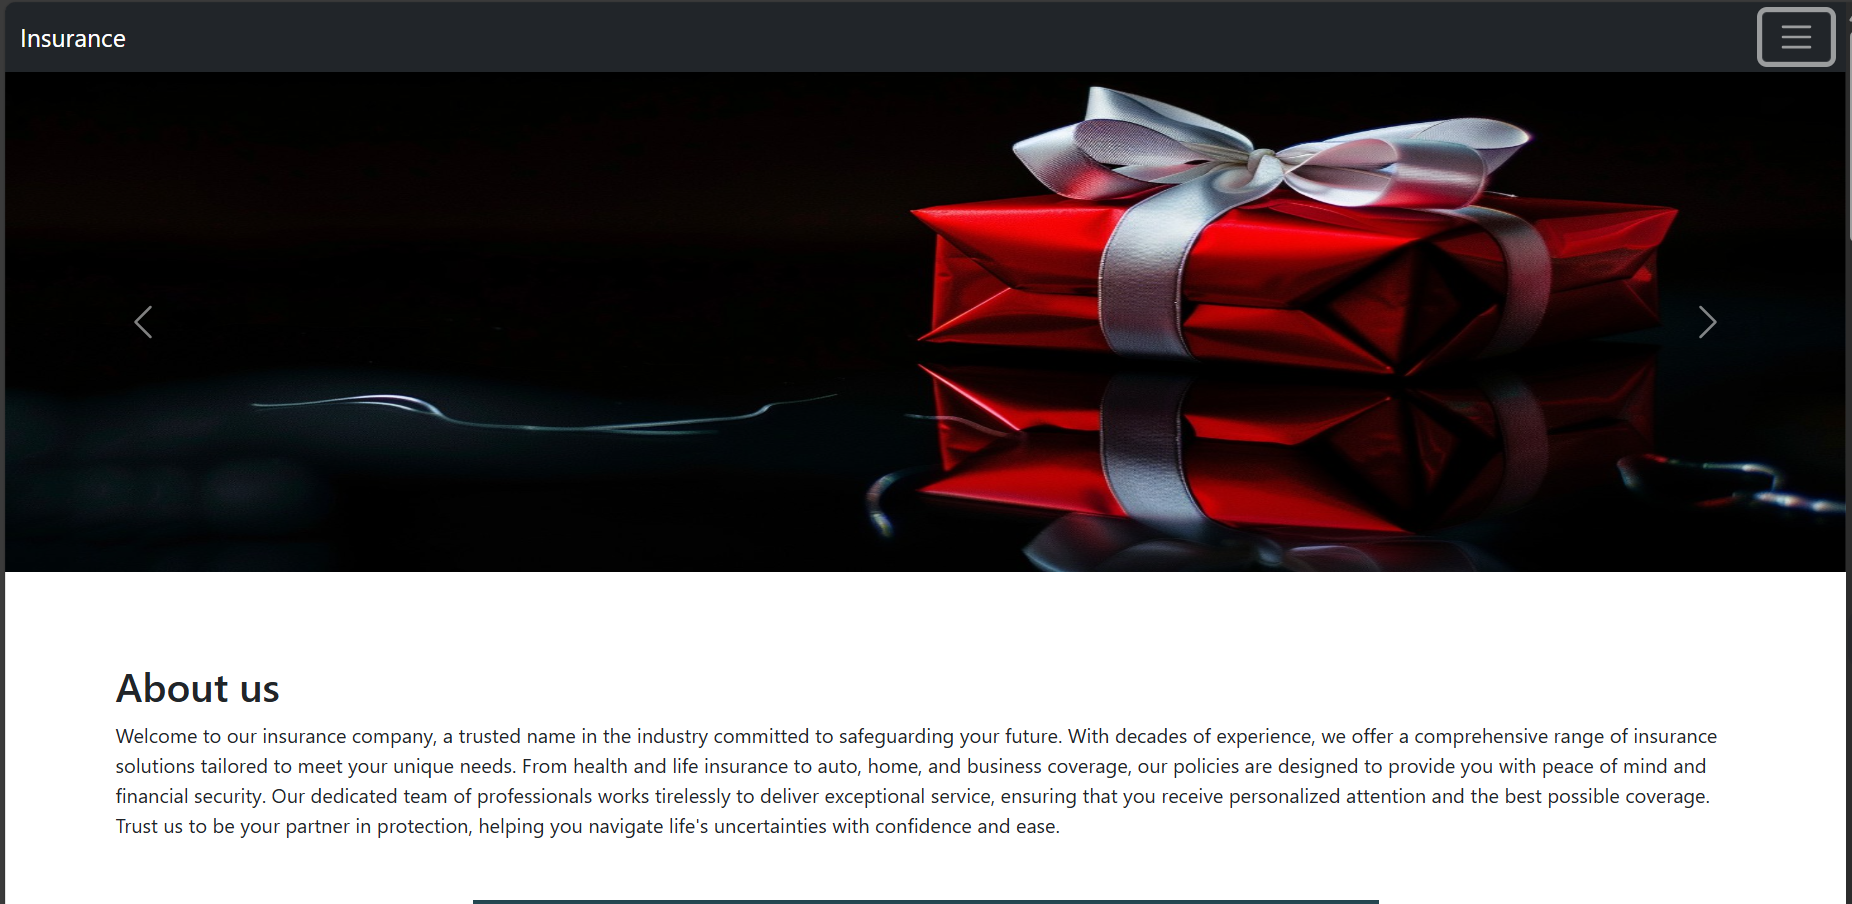 Insurance
About us
Welcome to our insurance company, a trusted name in the industry committed to safeguarding your future. With decades of experience, we offer a comprehensive range of insurance
solutions tailored to meet your unique needs. From health and life insurance to auto, home, and business coverage, our policies are designed to provide you with peace of mind and
financial security. Our dedicated team of professionals works tirelessly to deliver exceptional service, ensuring that you receive personalized attention and the best possible coverage.
Trust us to be your partner in protection, helping you navigate life's uncertainties with confidence and ease.